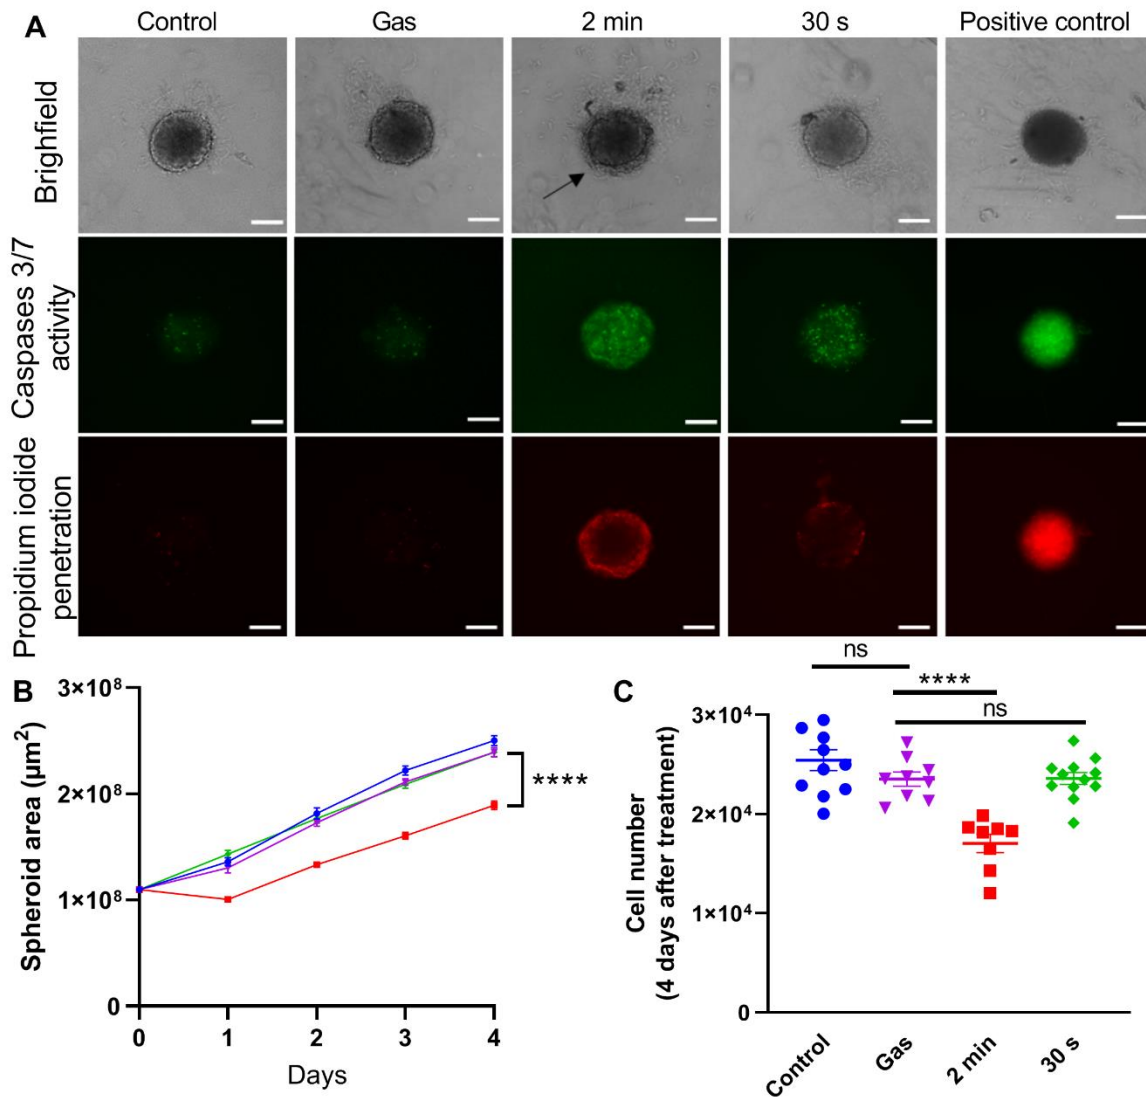 A
Control
Gas
2 min
30 s
Positive control
Brighfield
Caspases 3/7
activity
Propidium iodide
penetration
B
3×10⁸
2×10⁸
1×10⁸
0
Spheroid area (µm²)
0 1 2 3 4
Days
****
C
ns
****
ns
3×10⁴
2×10⁴
1×10⁴
0
Cell number
(4 days after treatment)
Control
Gas
2 min
30 s